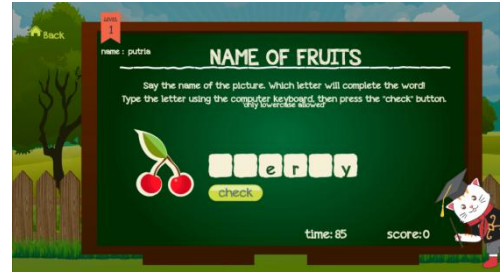 Back
LEVEL
1
name : putria
NAME OF FRUITS
Say the name of the picture. Which letter will complete the word!
Type the letter using the computer keyboard, then press the "check" button.
only lowercase allowed
e r y
check
time: 85 score: 0